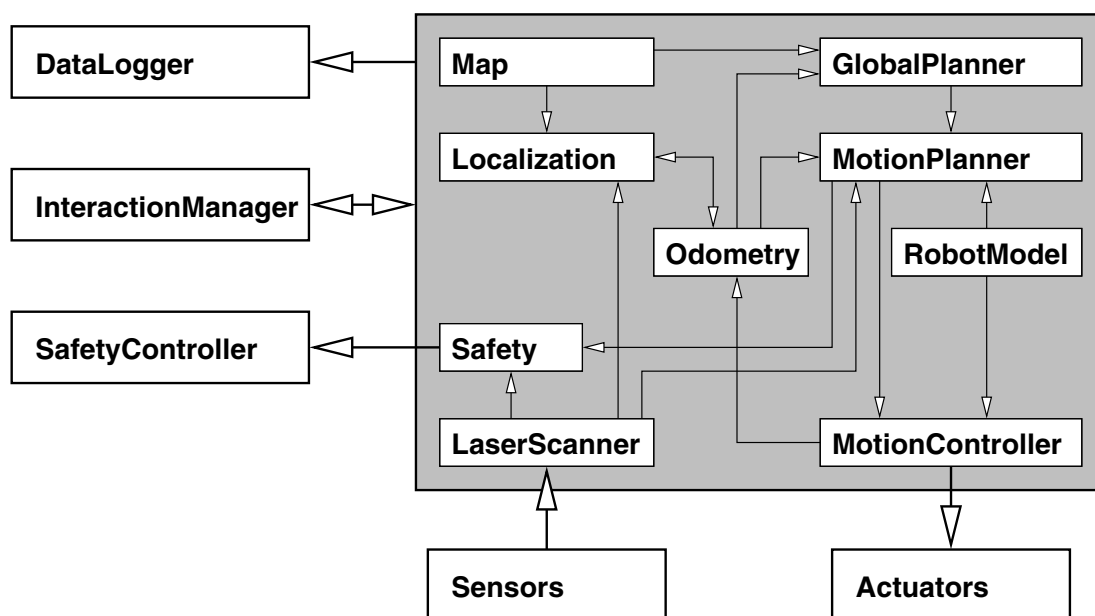 DataLogger
Map
GlobalPlanner
Localization
MotionPlanner
InteractionManager
Odometry
RobotModel
SafetyController
Safety
LaserScanner
MotionController
Sensors
Actuators